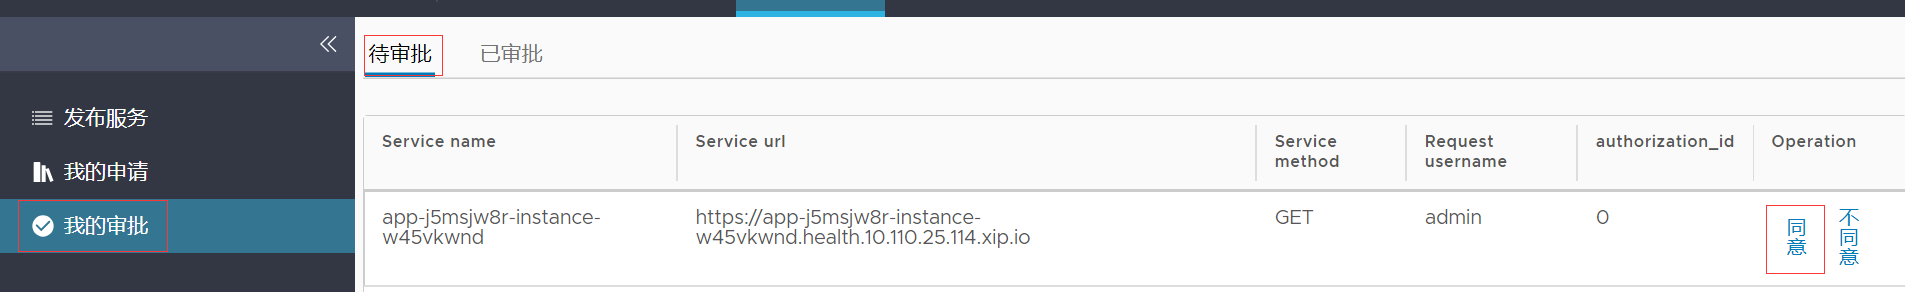 待审批 已审批
发布服务
我的申请
我的审批
Service name Service url Service method Request username authorization_id Operation
app-j5msjw8r-instance-w45vkwnd https://app-j5msjw8r-instance-w45vkwnd.health.10.110.25.114.xip.io GET admin 0 同意 不同意